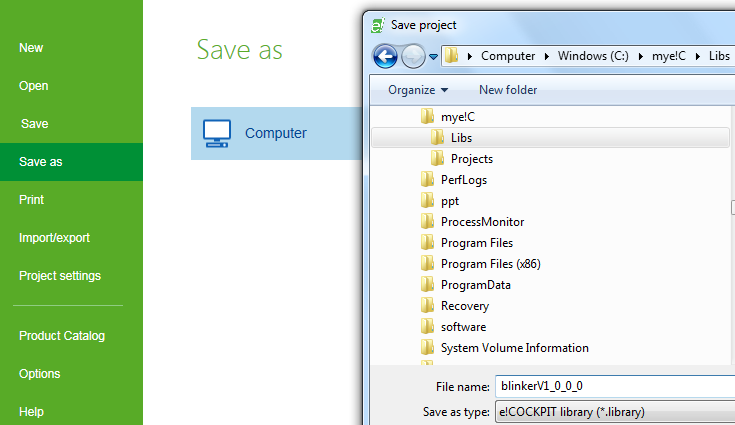 New
Open
Save
Save as
Print
Import/export
Project settings
Product Catalog
Options
Help
Save as
Computer
e! Save project
Computer Windows (C:) mye!C Libs
Organize New folder
mye!C
Libs
Projects
PerfLogs
ppt
ProcessMonitor
Program Files
Program Files (x86)
ProgramData
Recovery
software
System Volume Information
File name: blinkerV1_0_0_0
Save as type: e!COCKPIT library (*.library)